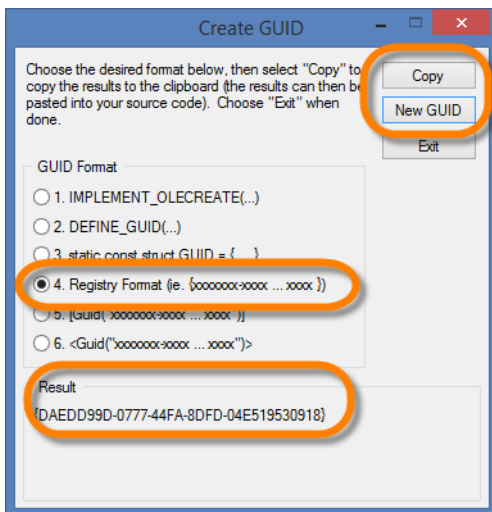 Create GUID
Choose the desired format below, then select "Copy" to
copy the results to the clipboard (the results can then be
pasted into your source code). Choose "Exit" when
done.
Copy
New GUID
Exit
GUID Format
1. IMPLEMENT_OLECREATE(...)
2. DEFINE_GUID(...)
3. static const struct GUID = { ... }
4. Registry Format (ie. {xxxxxxx-xxxx ... xxxx })
5. [Guid("xxxxxxx-xxxx ... xxxx")]
6. <Guid("xxxxxxx-xxxx ... xxxx")>
Result
{DAEDD99D-0777-44FA-8DFD-04E519530918}